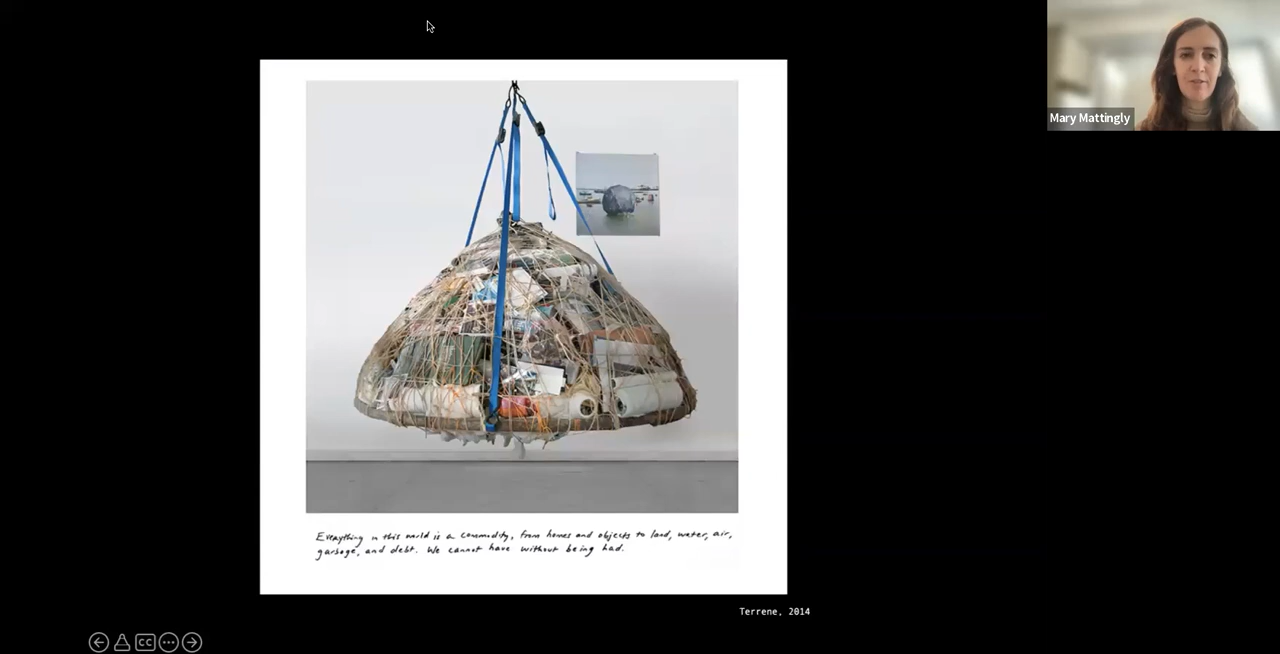 Mary Mattingly
Everything in this world is a commodity, from homes and objects to land, water, air,
garbage, and debt. We cannot have without being had.
Terrene, 2014
CC